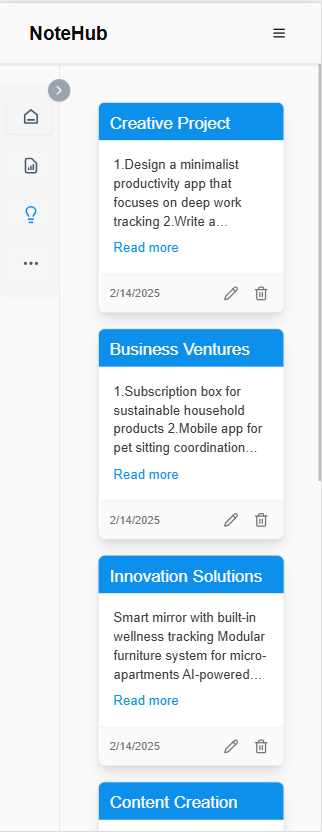 NoteHub
Creative Project
1.Design a minimalist
productivity app that
focuses on deep work
tracking 2.Write a...
Read more
2/14/2025
Business Ventures
1.Subscription box for
sustainable household
products 2.Mobile app for
pet sitting coordination...
Read more
2/14/2025
Innovation Solutions
Smart mirror with built-in
wellness tracking Modular
furniture system for micro-
apartments AI-powered...
Read more
2/14/2025
Content Creation